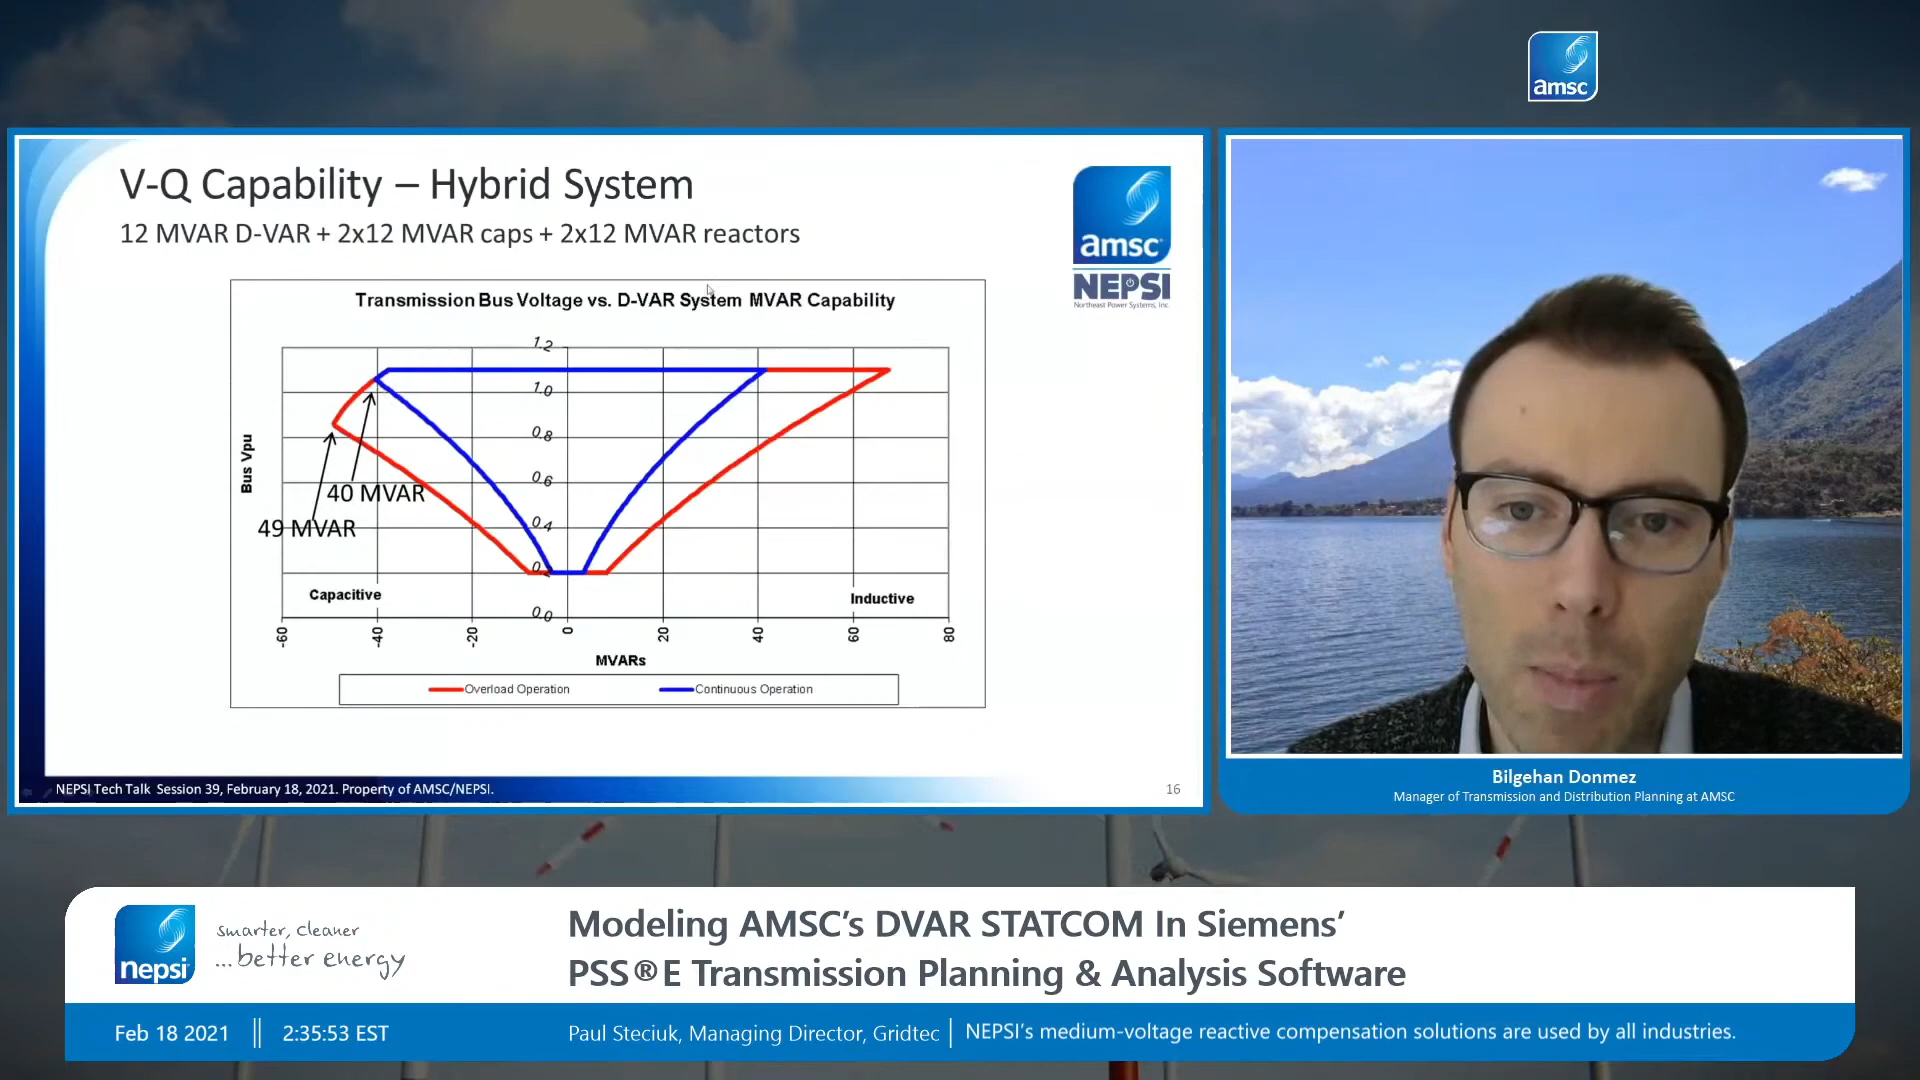 amsc
V-Q Capability – Hybrid System
12 MVAR D-VAR + 2x12 MVAR caps + 2x12 MVAR reactors
amsc
NEPSI
Northeast Power Systems, Inc.
Transmission Bus Voltage vs. D-VAR System MVAR Capability
1.2
1.0
0.8
0.6
0.4
0.0
Bus Vpu
40 MVAR
49 MVAR
Capacitive
Inductive
-60
-40
-20
0
20
40
60
80
MVARs
Overload Operation
Continuous Operation
NEPSI Tech Talk Session 39, February 18, 2021. Property of AMSC/NEPSI.
16
Bilgehan Donmez
Manager of Transmission and Distribution Planning at AMSC
nepsi
smarter, cleaner
...better energy
Modeling AMSC’s DVAR STATCOM In Siemens’
PSS®E Transmission Planning & Analysis Software
Feb 18 2021 || 2:35:53 EST
Paul Steciuk, Managing Director, Gridtec | NEPSI’s medium-voltage reactive compensation solutions are used by all industries.